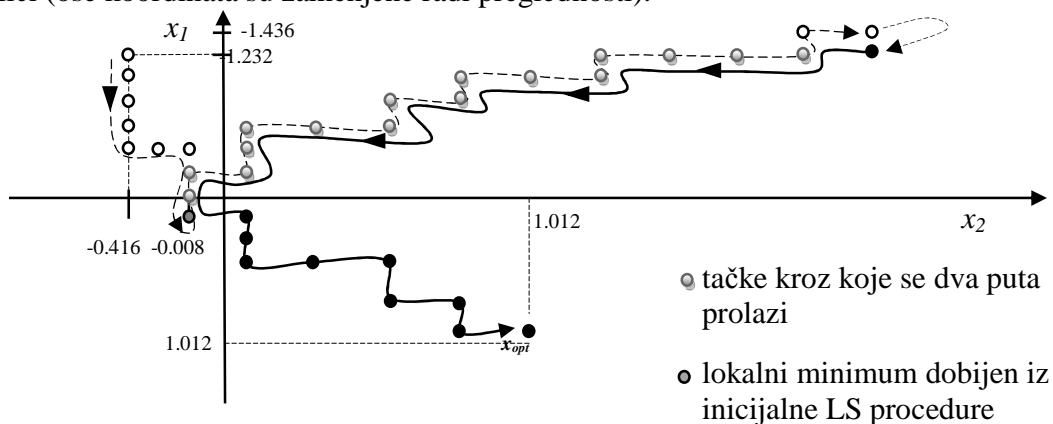 nci (ose koordinata su zamenjene radi preglednosti).
x1
-1.436
-1.232
-0.416
-0.008
1.012
x2
1.012
xopt
tačke kroz koje se dva puta
prolazi
lokalni minimum dobijen iz
inicijalne LS procedure